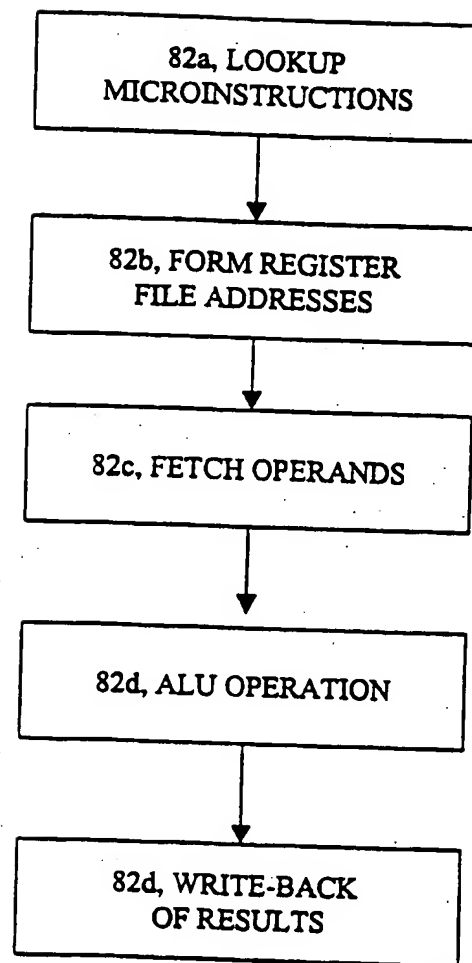 82a, LOOKUP
MICROINSTRUCTIONS
82b, FORM REGISTER
FILE ADDRESSES
82c, FETCH OPERANDS
82d, ALU OPERATION
82d, WRITE-BACK
OF RESULTS